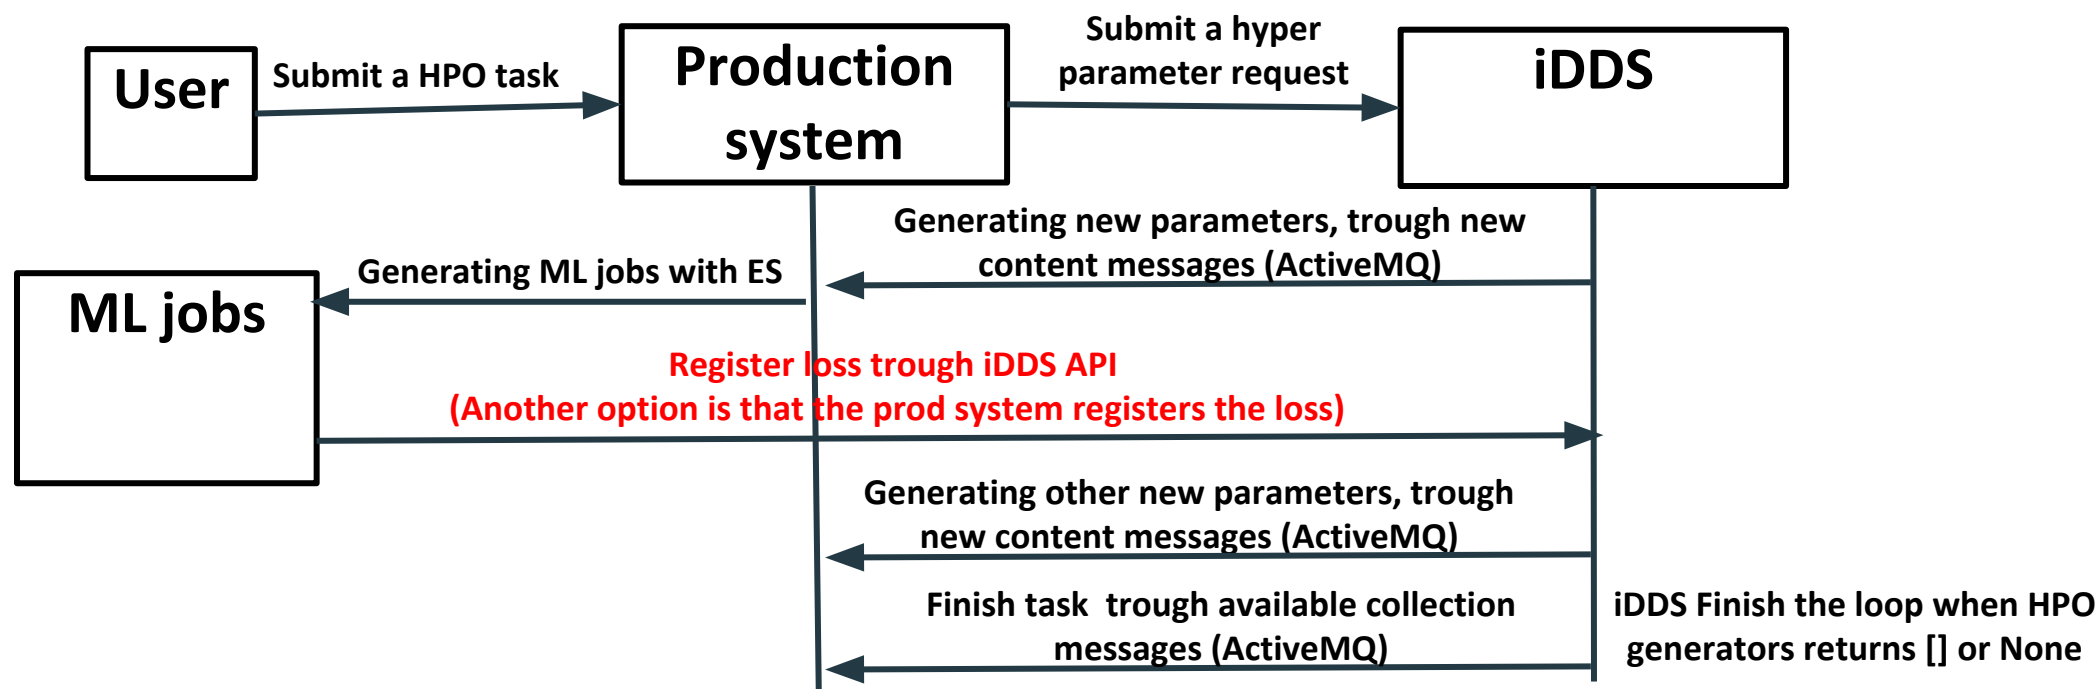 User
Submit a HPO task
Production
system
Submit a hyper
parameter request
iDDS
Generating new parameters, trough new
content messages (ActiveMQ)
Generating ML jobs with ES
ML jobs
Register loss trough iDDS API
(Another option is that the prod system registers the loss)
Generating other new parameters, trough
new content messages (ActiveMQ)
Finish task  trough available collection
messages (ActiveMQ)
iDDS Finish the loop when HPO
generators returns [] or None